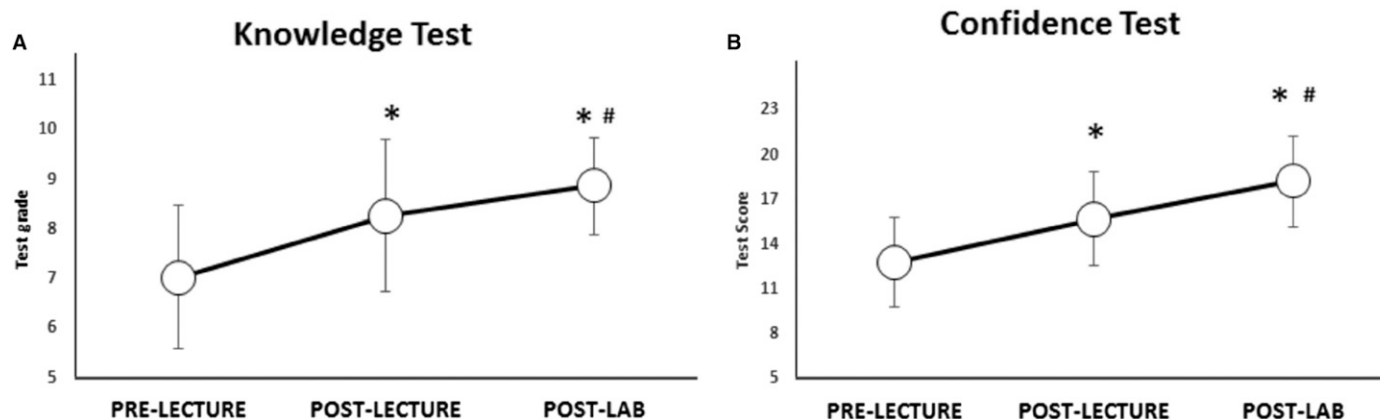 A
Knowledge Test
Test grade
11
10
9
8
7
6
5
*
* #
PRE-LECTURE POST-LECTURE POST-LAB
B
Confidence Test
Test Score
23
20
17
14
11
8
5
*
* #
PRE-LECTURE POST-LECTURE POST-LAB